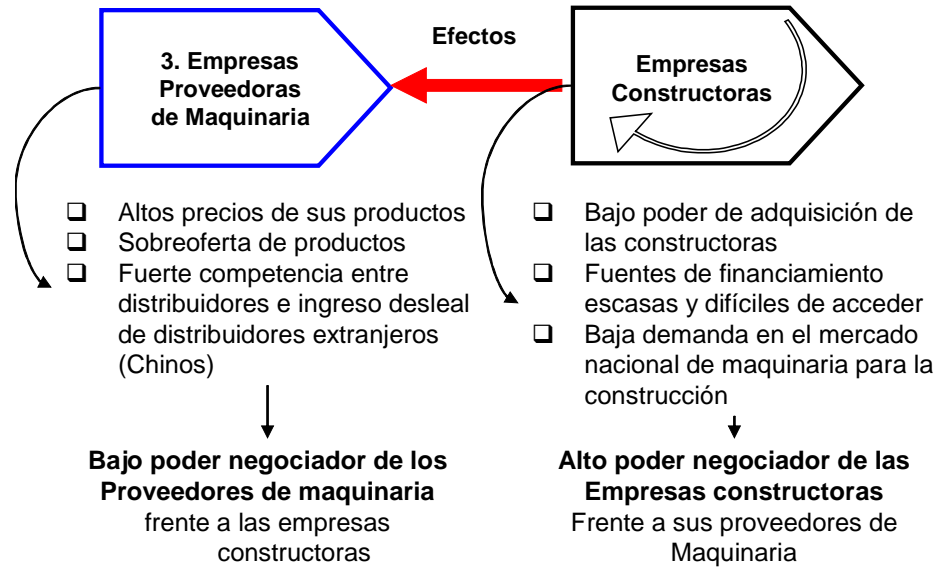 3. Empresas
Proveedoras
de Maquinaria
Efectos
Empresas
Constructoras
❑ Altos precios de sus productos
❑ Sobreoferta de productos
❑ Fuerte competencia entre
distribuidores e ingreso desleal
de distribuidores extranjeros
(Chinos)
❑ Bajo poder de adquisición de
las constructoras
❑ Fuentes de financiamiento
escasas y difíciles de acceder
❑ Baja demanda en el mercado
nacional de maquinaria para la
construcción
Bajo poder negociador de los
Proveedores de maquinaria
frente a las empresas
constructoras
Alto poder negociador de las
Empresas constructoras
Frente a sus proveedores de
Maquinaria